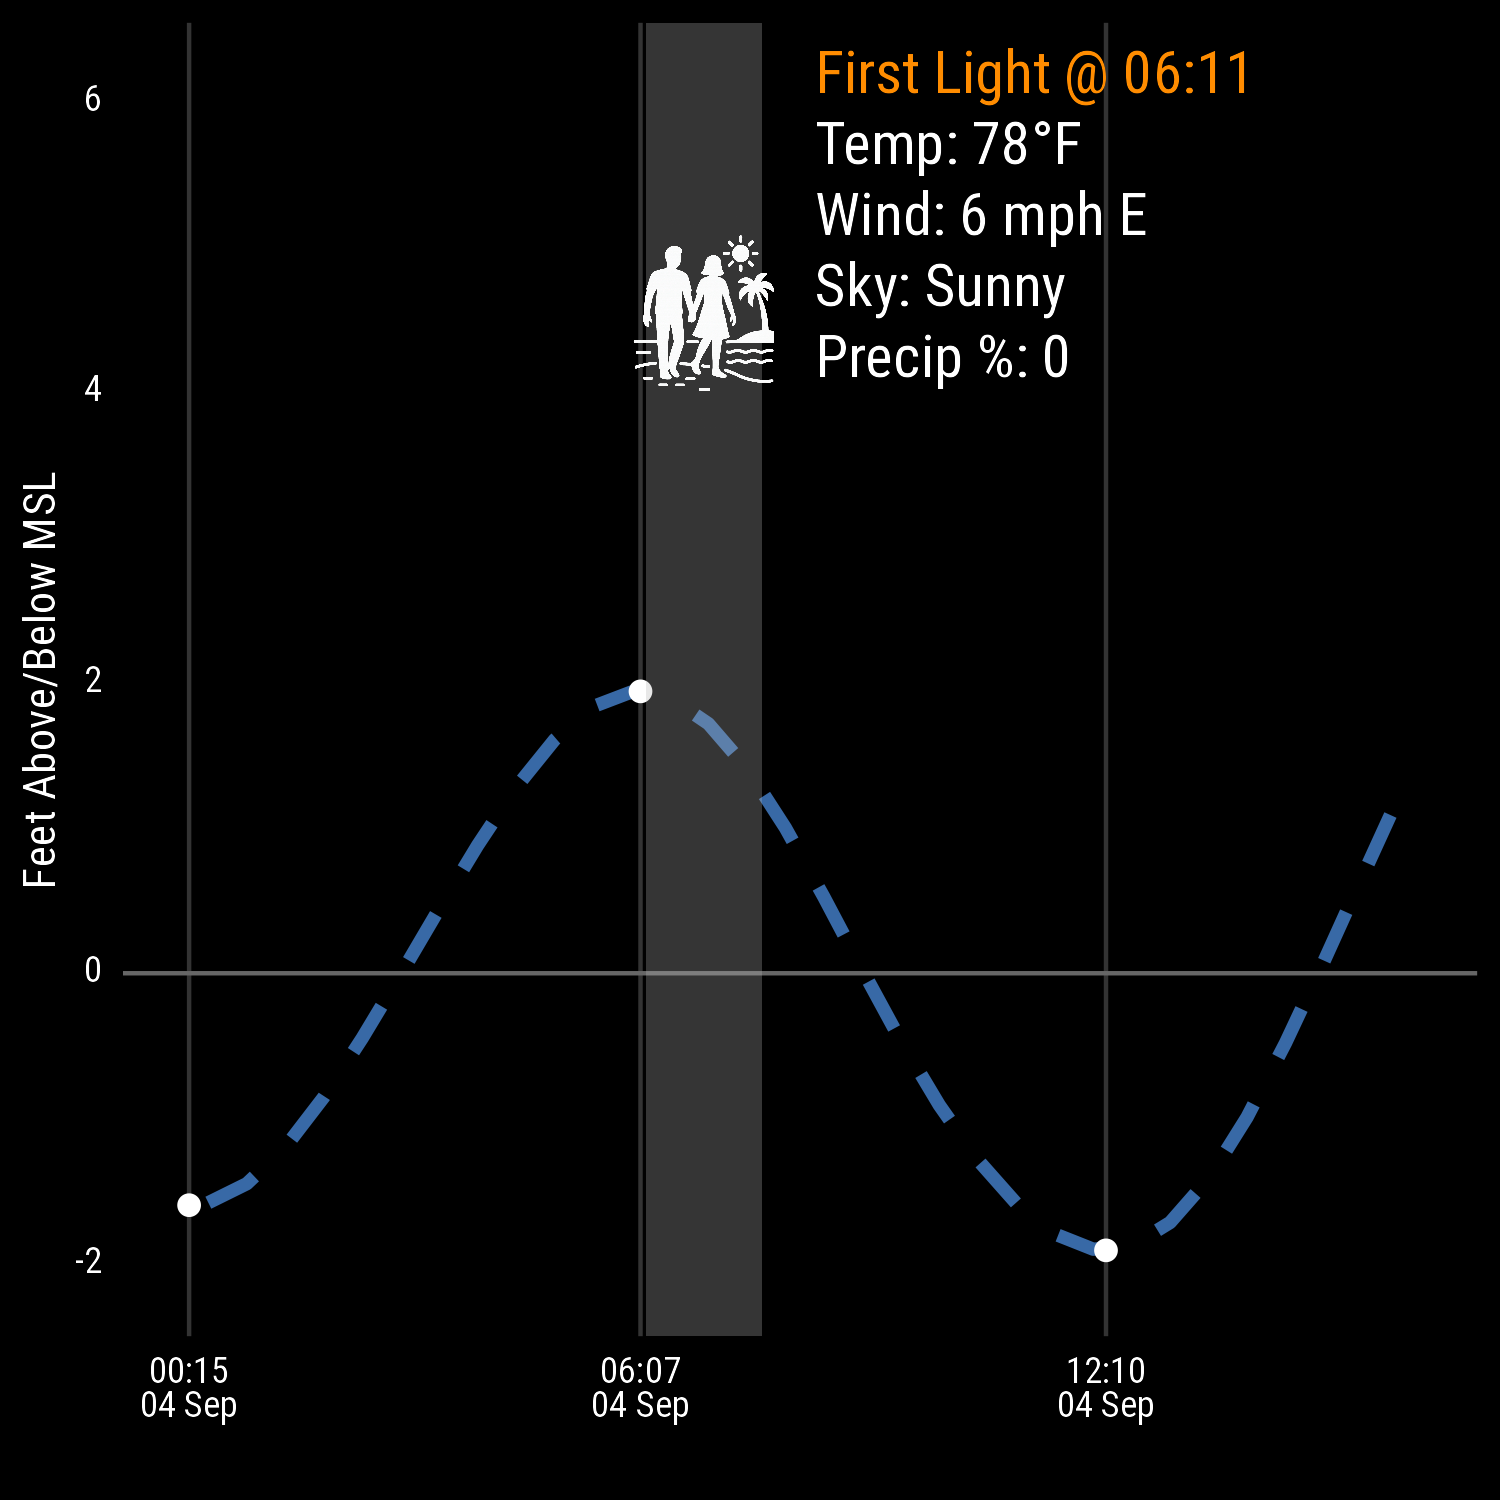 First Light @ 06:11
Temp: 78°F
Wind: 6 mph E
Sky: Sunny
Precip %: 0
Feet Above/Below MSL
6
4
2
0
-2
00:15
04 Sep
06:07
04 Sep
12:10
04 Sep